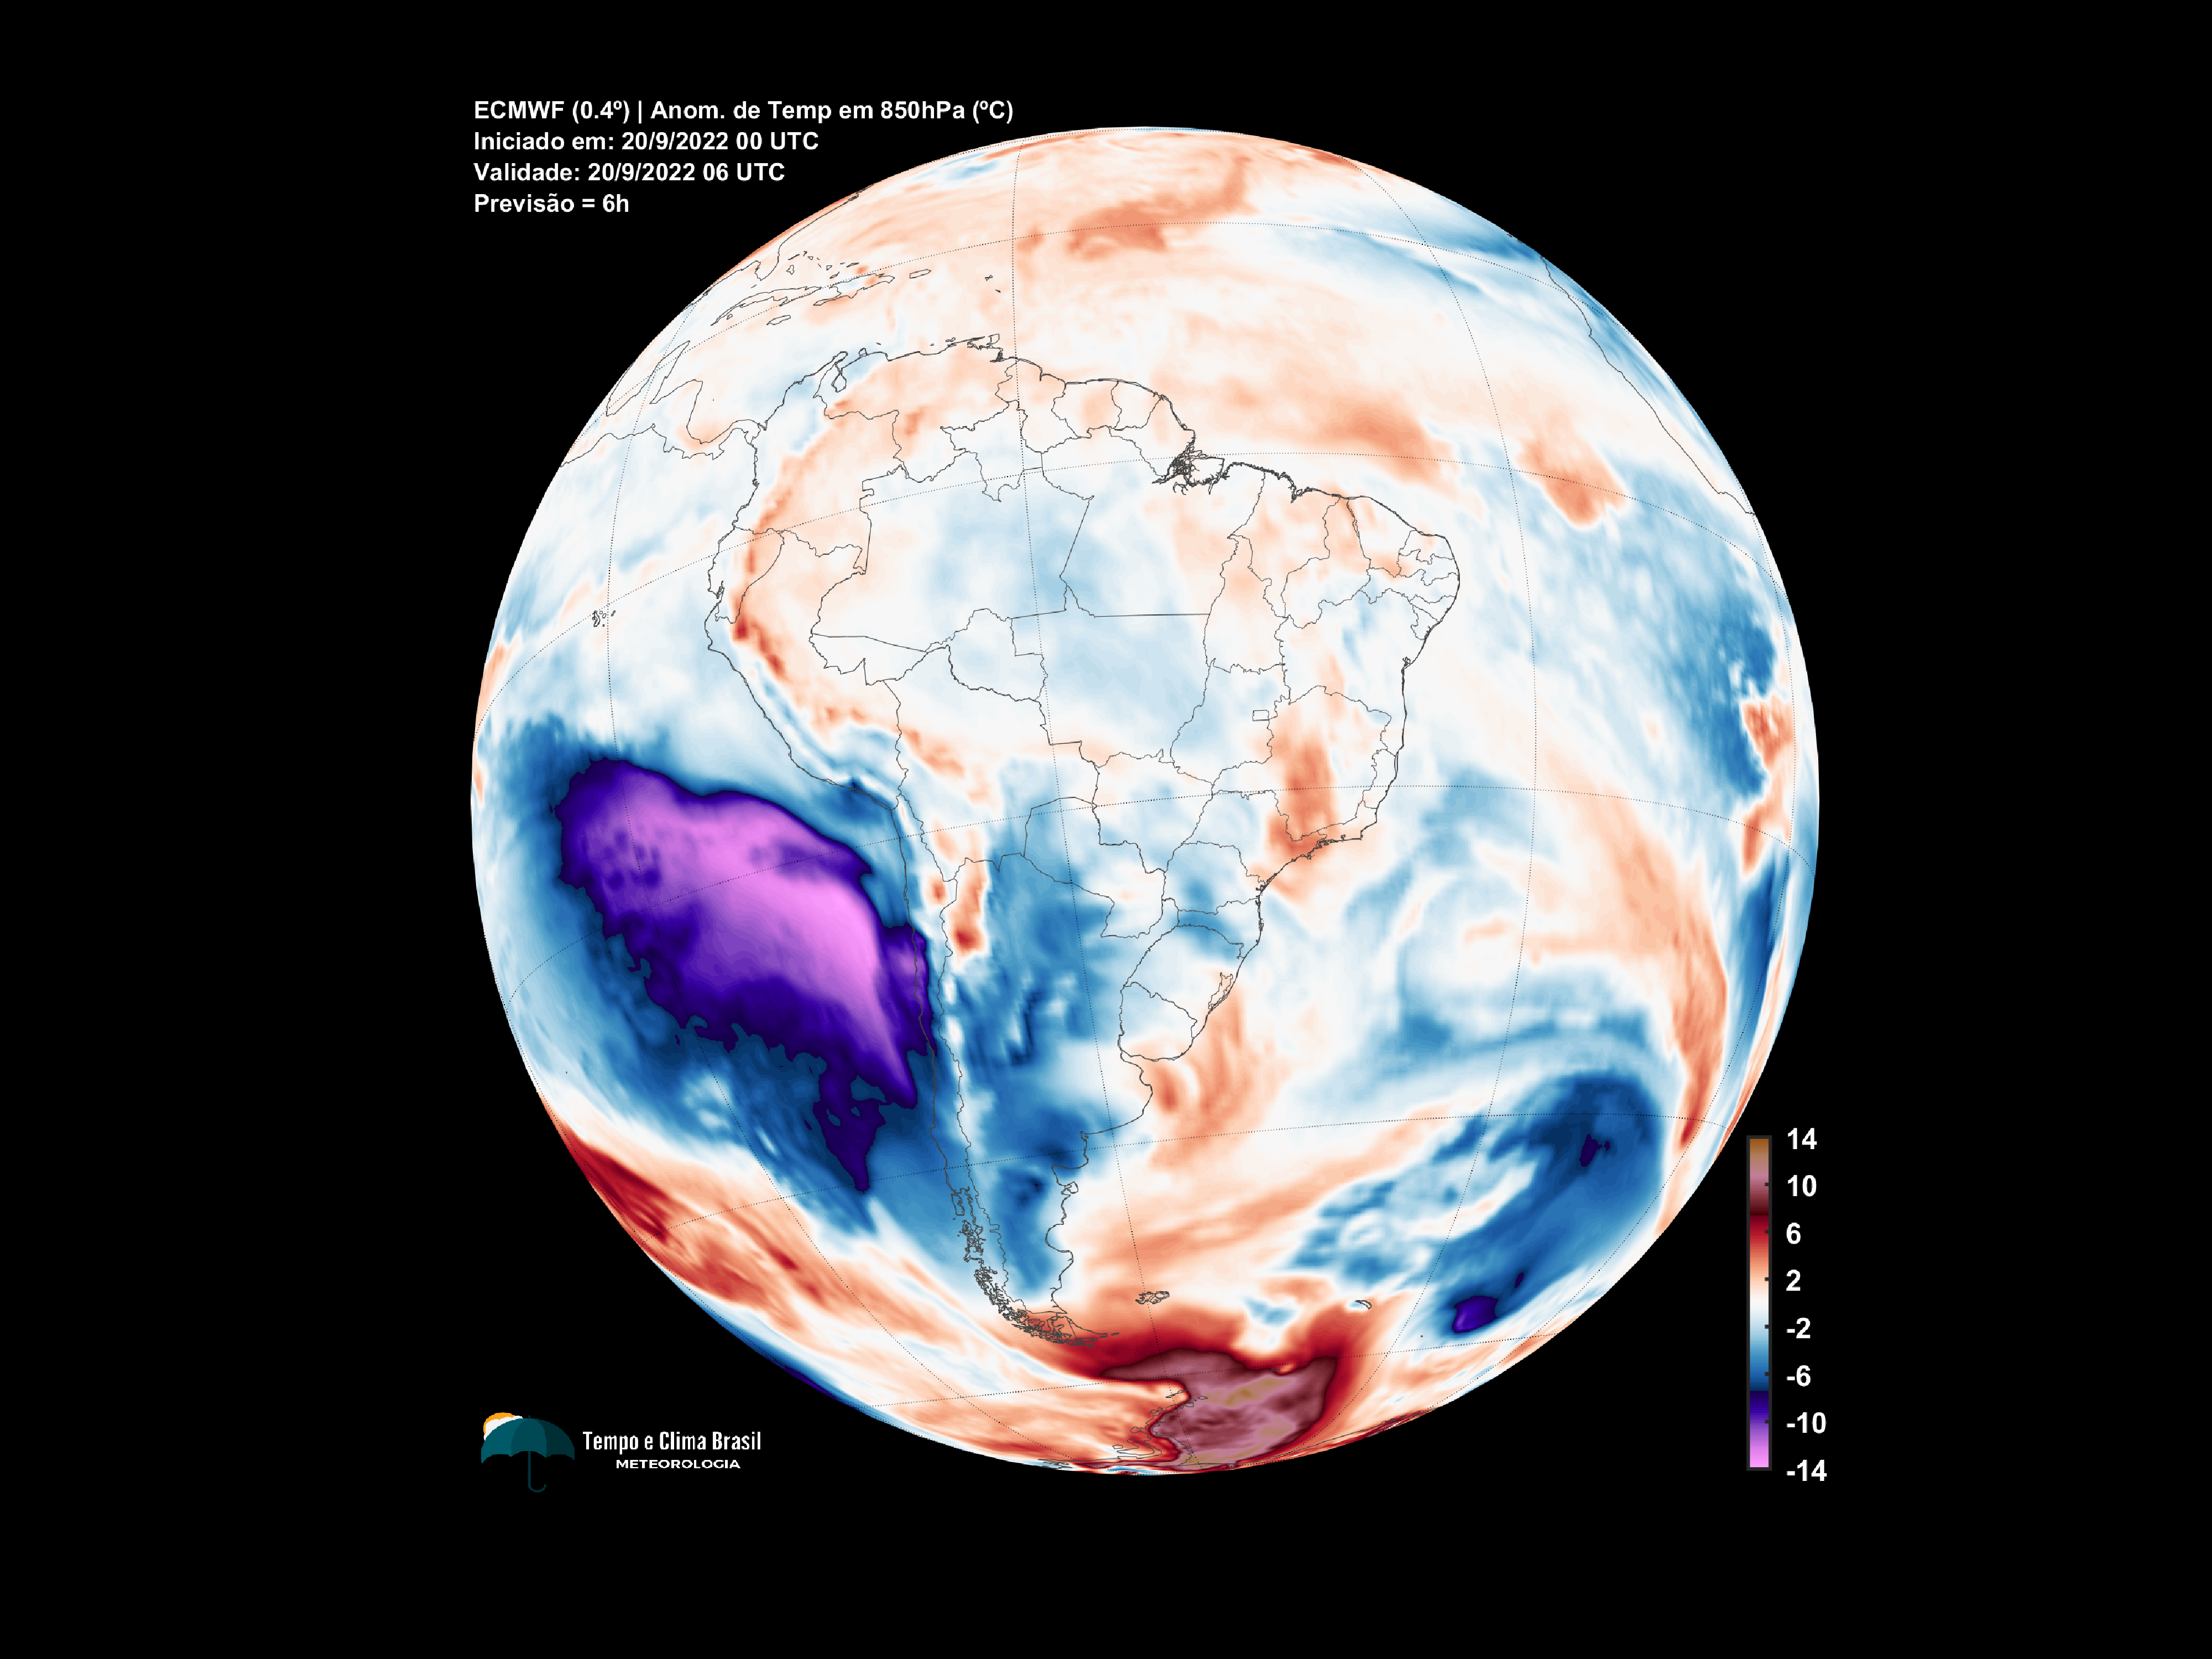 ECMWF (0.4º) | Anom. de Temp em 850hPa (ºC)
Iniciado em: 20/9/2022 00 UTC
Validade: 20/9/2022 06 UTC
Previsão = 6h
14
10
6
2
-2
-6
-10
-14
Tempo e Clima Brasil
METEOROLOGIA